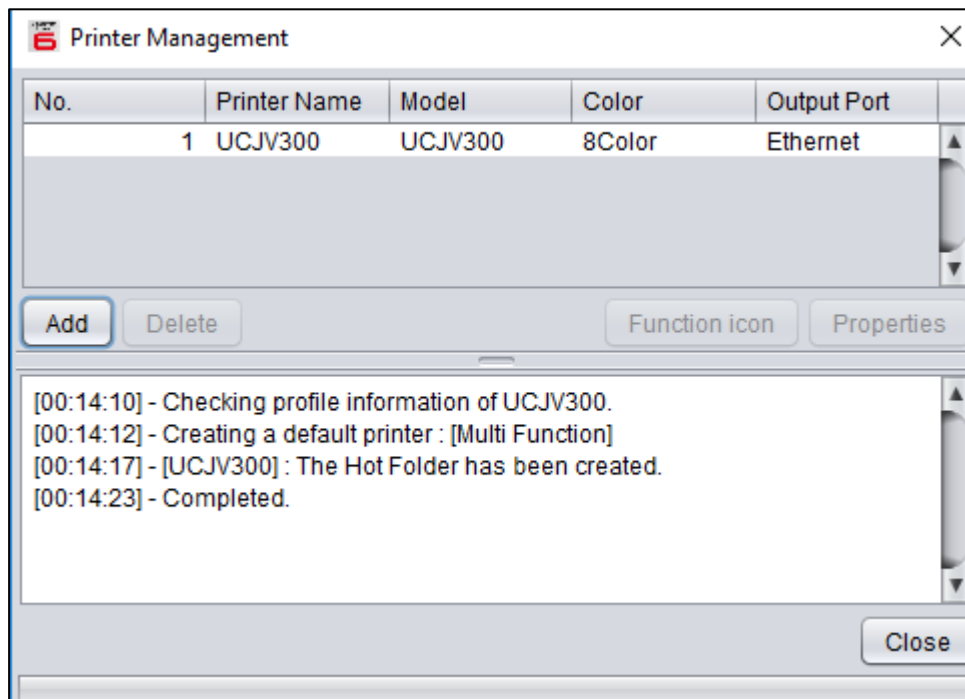 Printer Management
No. Printer Name Model Color Output Port
1 UCJV300 UCJV300 8Color Ethernet
Add Delete Function icon Properties
[00:14:10] - Checking profile information of UCJV300.
[00:14:12] - Creating a default printer : [Multi Function]
[00:14:17] - [UCJV300] : The Hot Folder has been created.
[00:14:23] - Completed.
Close